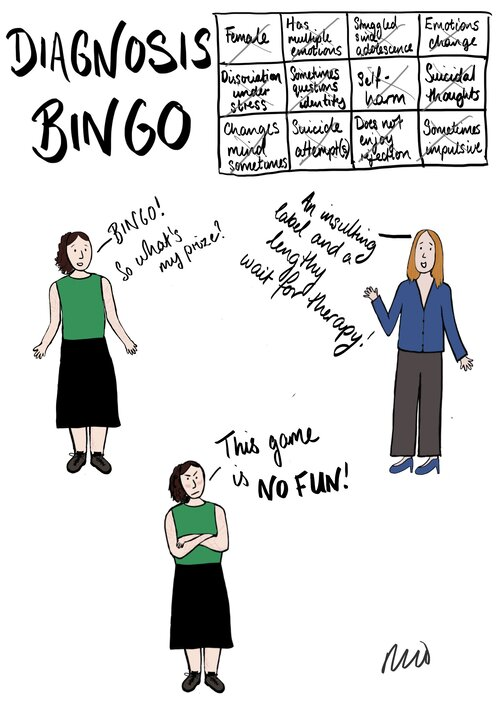 DIAGNOSIS
BINGO
Female
Has
multiple
emotions
Struggled
since
adolescence
Emotions
change
Dissociation
under
stress
Sometimes
questions
identity
Self-
harm
Suicidal
thoughts
Changes
mind
sometimes
Suicide
attempt(s)
Does not
enjoy
rejection
Sometimes
impulsive
BINGO!
So what's
my prize?
An insulting
label and a
lengthy
wait for therapy!
This game
is NO FUN!